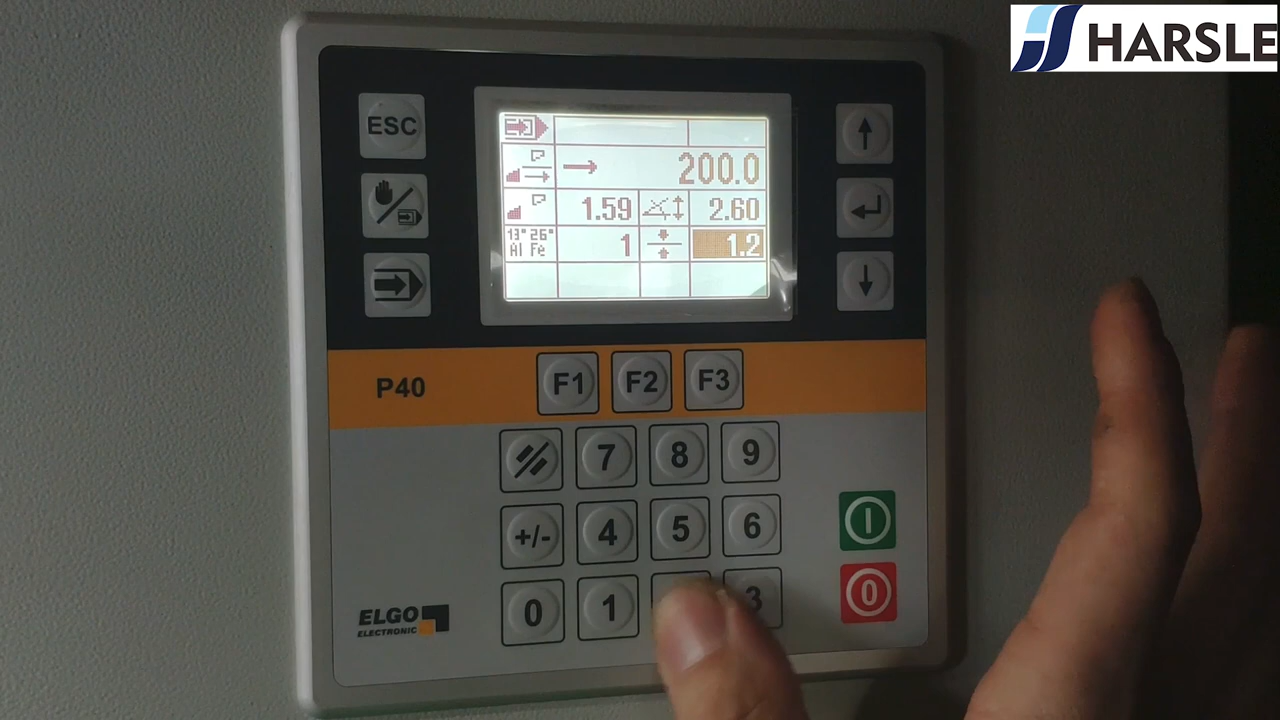 HARSLE
ESC
200.0
1.59 2.60
13° 26°
Al Fe 1 1.2
P40 F1 F2 F3
7 8 9
+/- 4 5 6
0 1 3
ELGO
ELECTRONIC